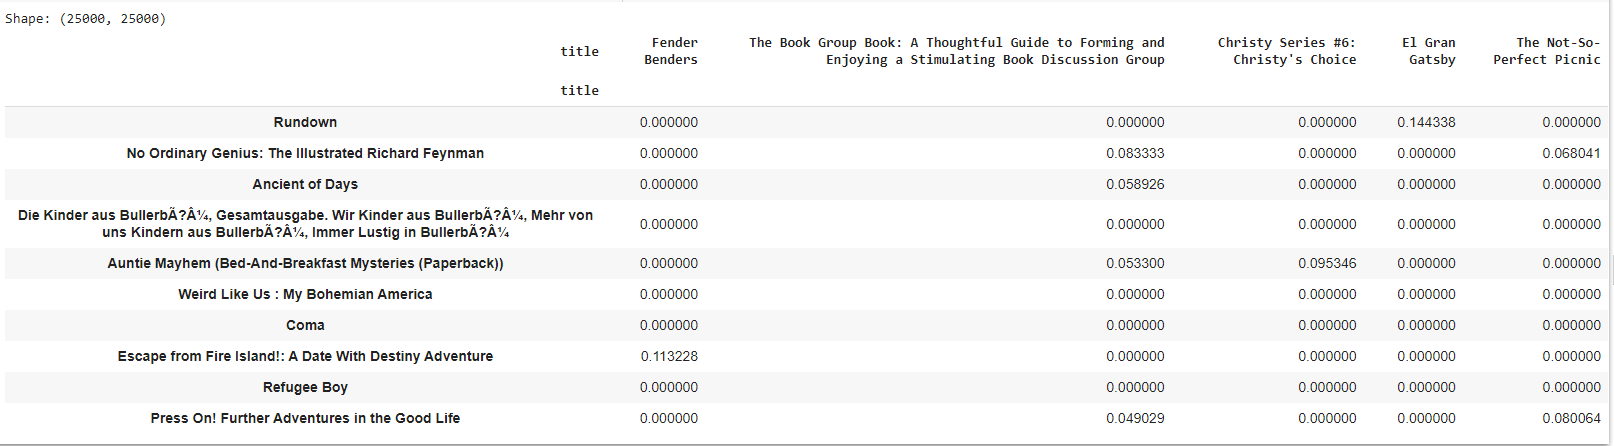 Shape: (25000, 25000)
title Fender Benders The Book Group Book: A Thoughtful Guide to Forming and Enjoying a Stimulating Book Discussion Group Christy Series #6: Christy's Choice El Gran Gatsby The Not-So-Perfect Picnic
title
Rundown 0.000000 0.000000 0.000000 0.144338 0.000000
No Ordinary Genius: The Illustrated Richard Feynman 0.000000 0.083333 0.000000 0.000000 0.068041
Ancient of Days 0.000000 0.058926 0.000000 0.000000 0.000000
Die Kinder aus BullerbÃ?Â¼, Gesamtausgabe. Wir Kinder aus BullerbÃ?Â¼, Mehr von
uns Kindern aus BullerbÃ?Â¼, Immer Lustig in BullerbÃ?Â¼ 0.000000 0.000000 0.000000 0.000000 0.000000
Auntie Mayhem (Bed-And-Breakfast Mysteries (Paperback)) 0.000000 0.053300 0.095346 0.000000 0.000000
Weird Like Us : My Bohemian America 0.000000 0.000000 0.000000 0.000000 0.000000
Coma 0.000000 0.000000 0.000000 0.000000 0.000000
Escape from Fire Island!: A Date With Destiny Adventure 0.113228 0.000000 0.000000 0.000000 0.000000
Refugee Boy 0.000000 0.000000 0.000000 0.000000 0.000000
Press On! Further Adventures in the Good Life 0.000000 0.049029 0.000000 0.000000 0.080064